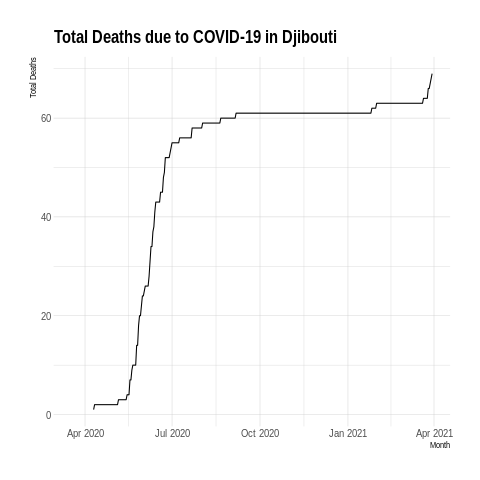 Total Deaths due to COVID-19 in Djibouti
Total Deaths
60
40
20
0
Apr 2020 Jul 2020 Oct 2020 Jan 2021 Apr 2021
Month